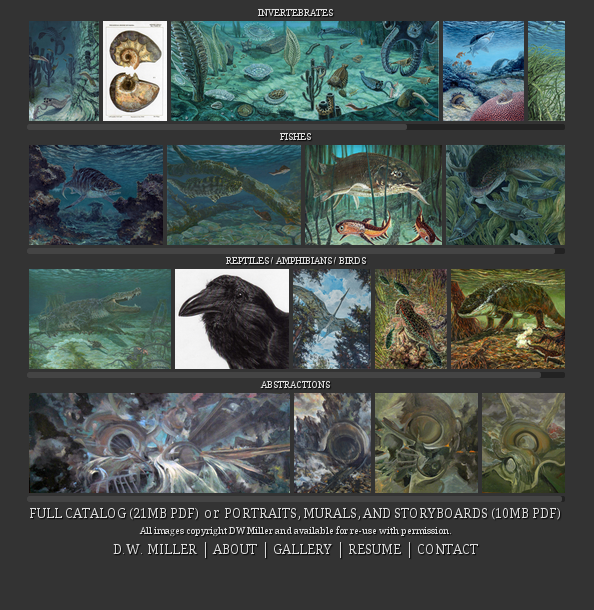 INVERTEBRATES
FISHES
REPTILES / AMPHIBIANS / BIRDS
ABSTRACTIONS
FULL CATALOG (21MB PDF) or PORTRAITS, MURALS, AND STORYBOARDS (10MB PDF)
All images copyright DW Miller and available for re-use with permission.
D.W. MILLER | ABOUT | GALLERY | RESUME | CONTACT